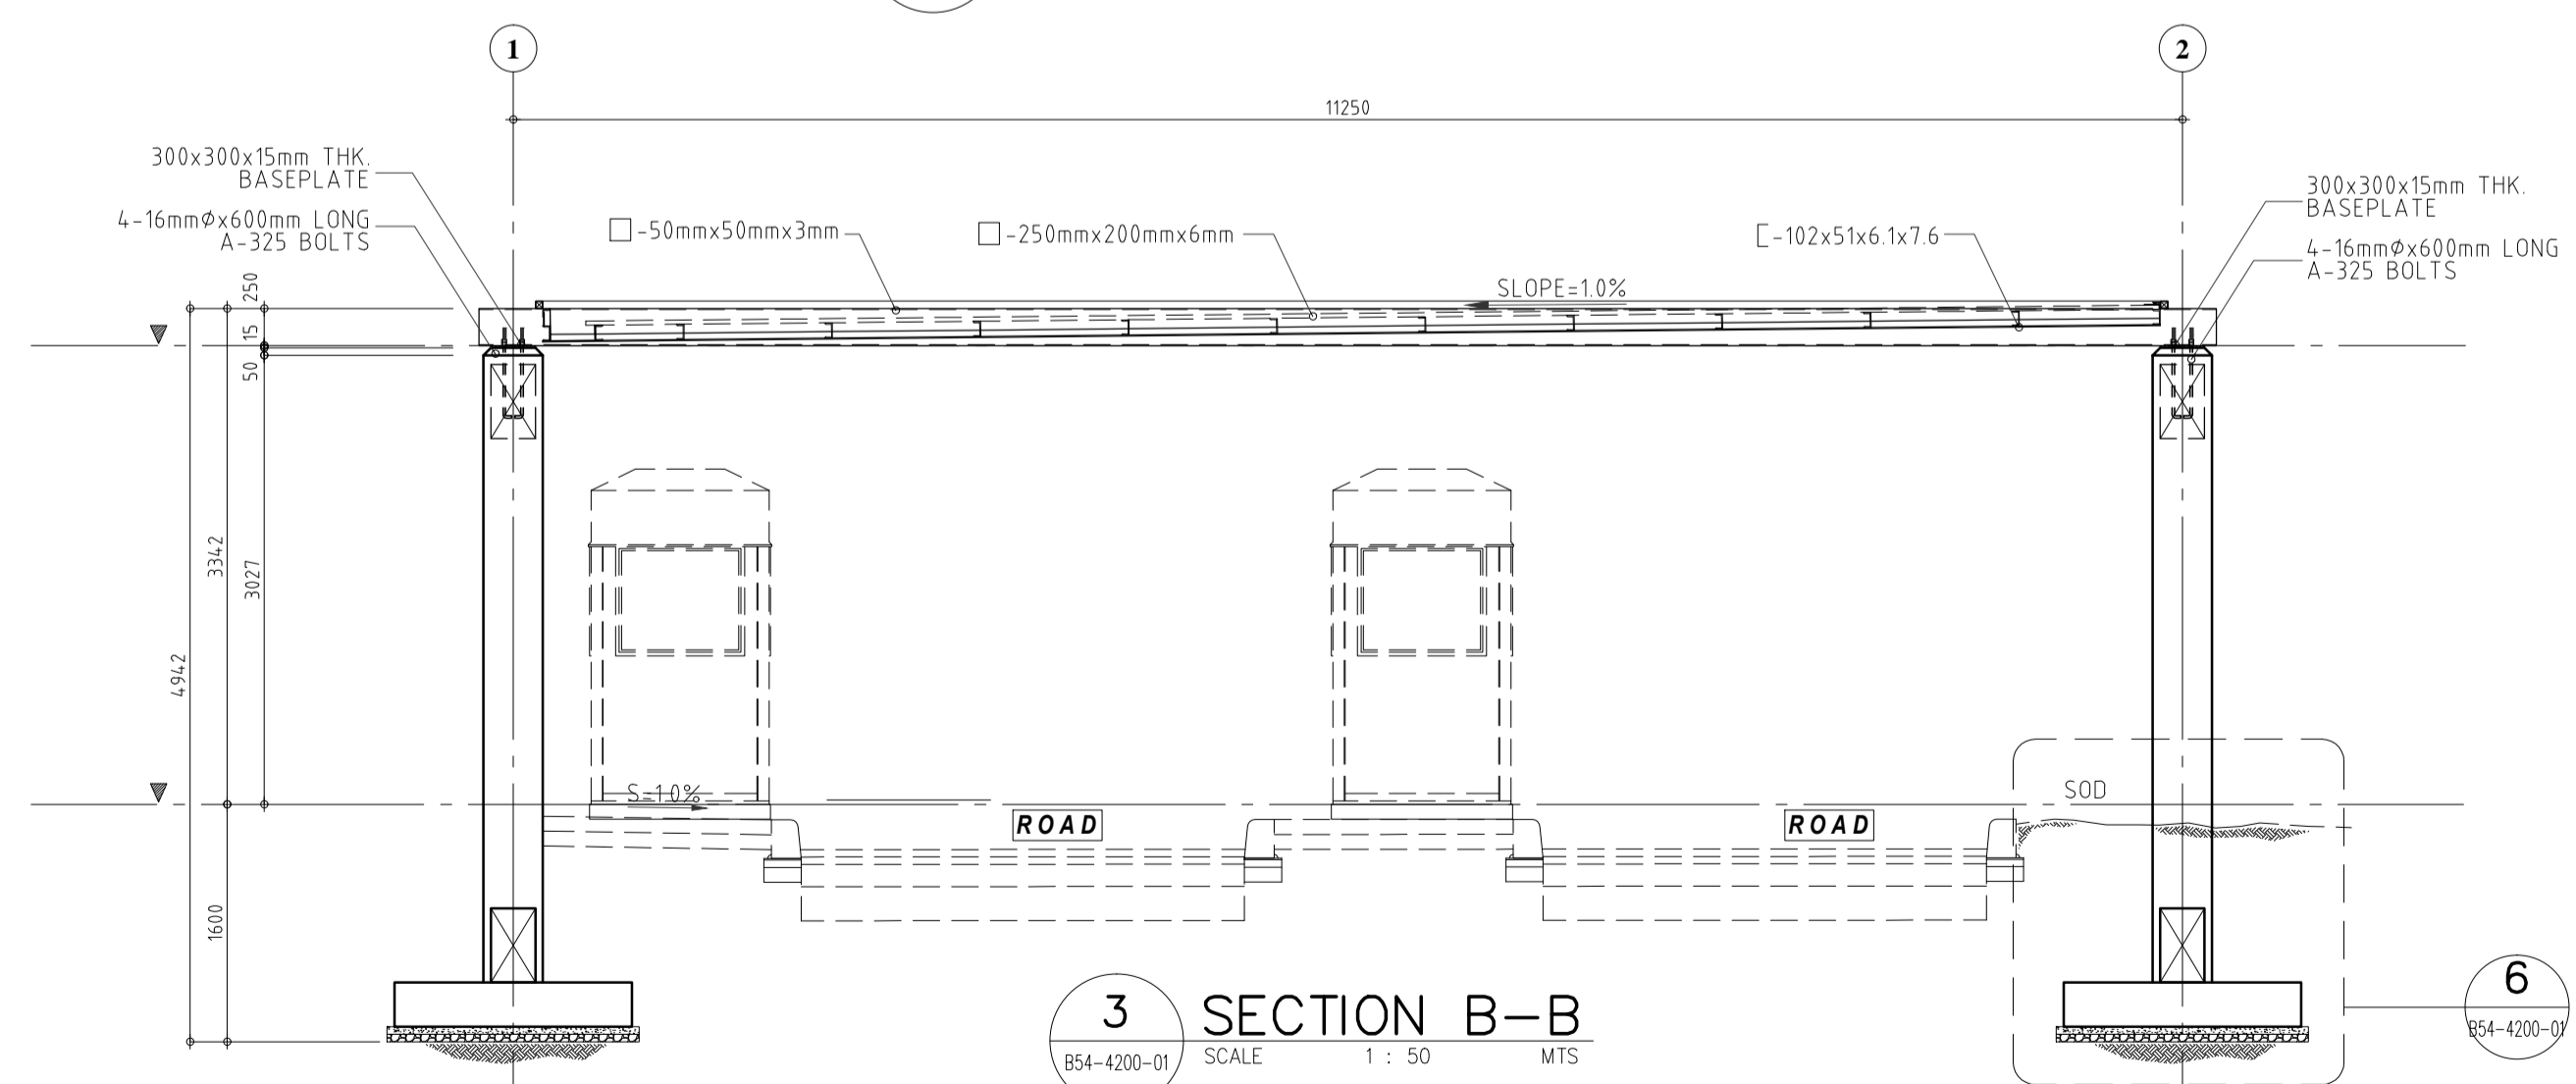 1
2
11250
300x300x15mm THK.
BASEPLATE
4-16mmØx600mm LONG
A-325 BOLTS
□-50mmx50mmx3mm
□-250mmx200mmx6mm
[-102x51x6.1x7.6
300x300x15mm THK.
BASEPLATE
4-16mmØx600mm LONG
A-325 BOLTS
SLOPE=1.0%
250
15
50
3342
3027
4942
1600
S=1.0%
ROAD
ROAD
SOD
3
B54-4200-01
SECTION B-B
SCALE 1 : 50 MTS
6
B54-4200-01